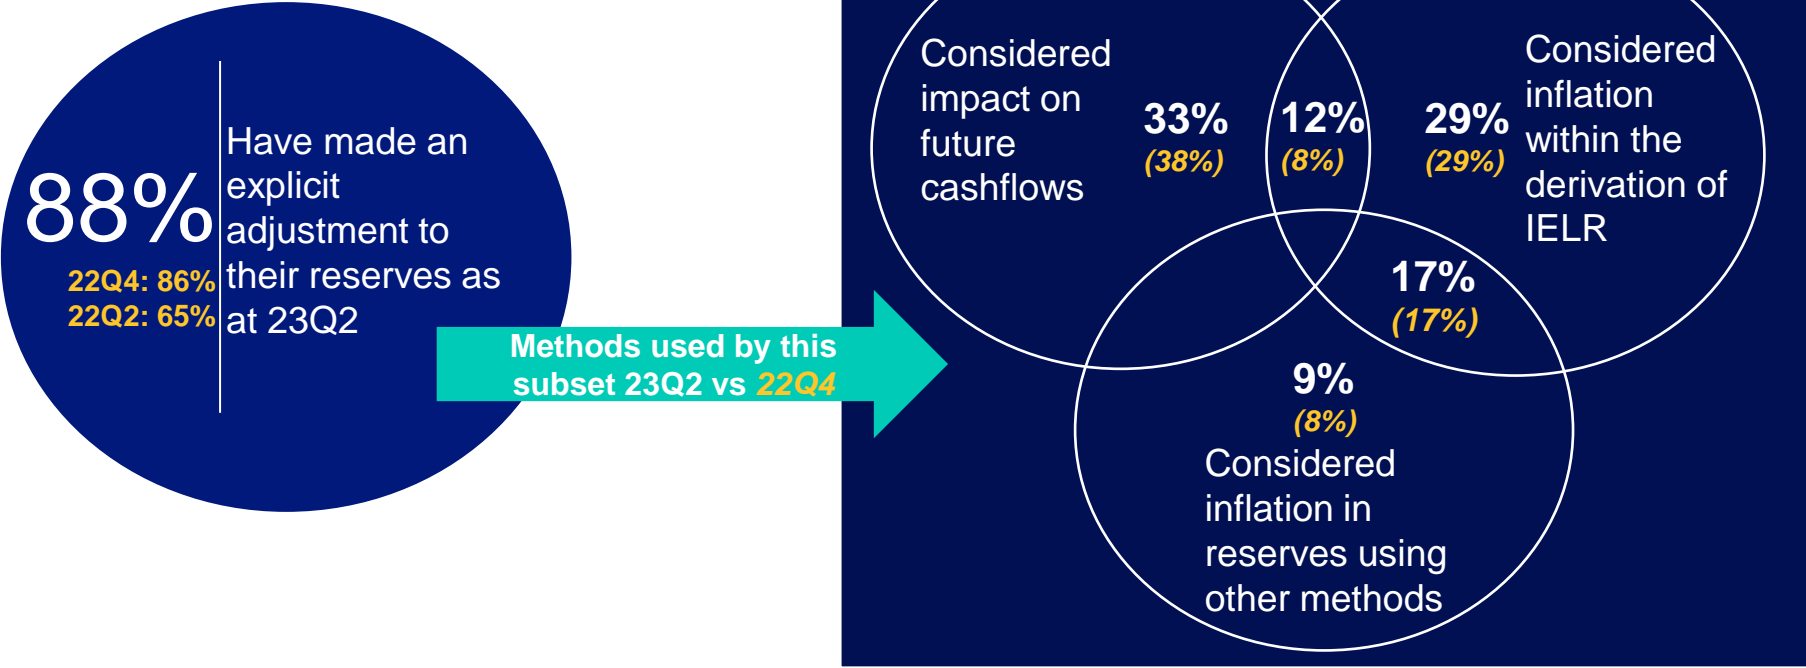 88%
22Q4: 86%
22Q2: 65%
Have made an
explicit
adjustment to
their reserves as
at 23Q2
Methods used by this
subset 23Q2 vs 22Q4
Considered
impact on
future
cashflows
33%
(38%)
12%
(8%)
29%
(29%)
Considered
inflation
within the
derivation of
IELR
17%
(17%)
9%
(8%)
Considered
inflation in
reserves using
other methods